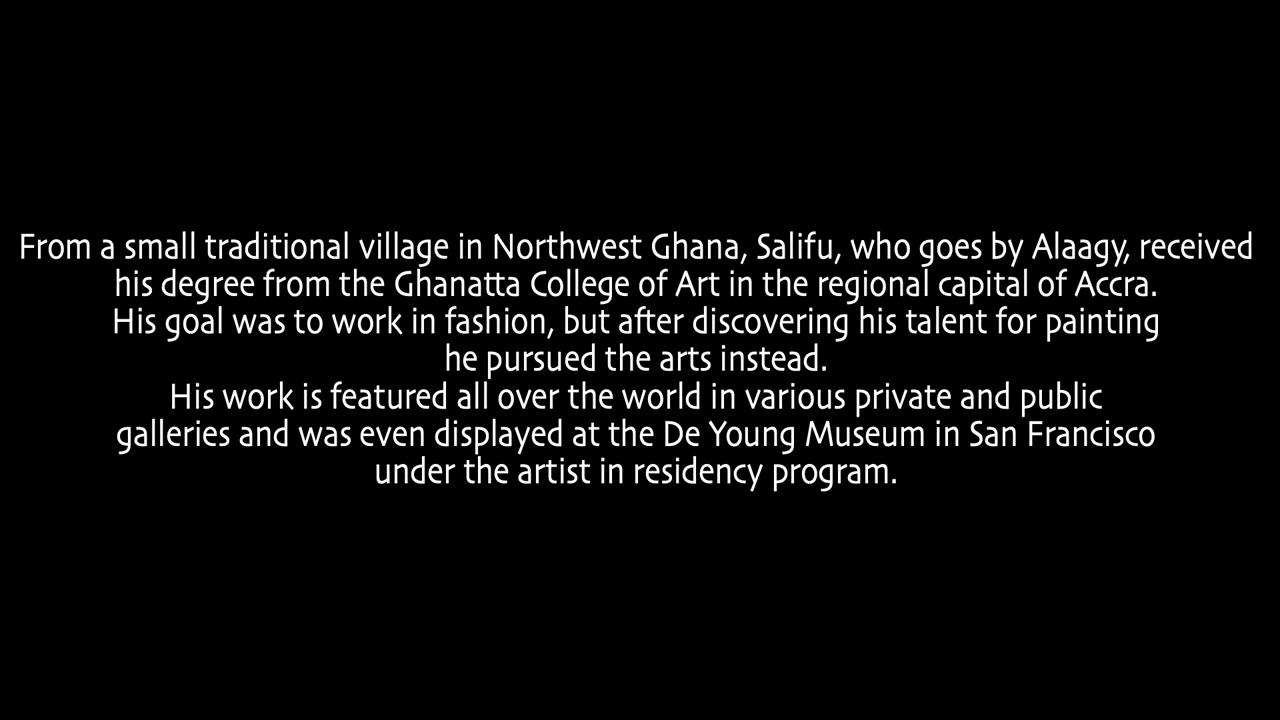 From a small traditional village in Northwest Ghana, Salifu, who goes by Alaagy, received
his degree from the Ghanatta College of Art in the regional capital of Accra.
His goal was to work in fashion, but after discovering his talent for painting
he pursued the arts instead.
His work is featured all over the world in various private and public
galleries and was even displayed at the De Young Museum in San Francisco
under the artist in residency program.